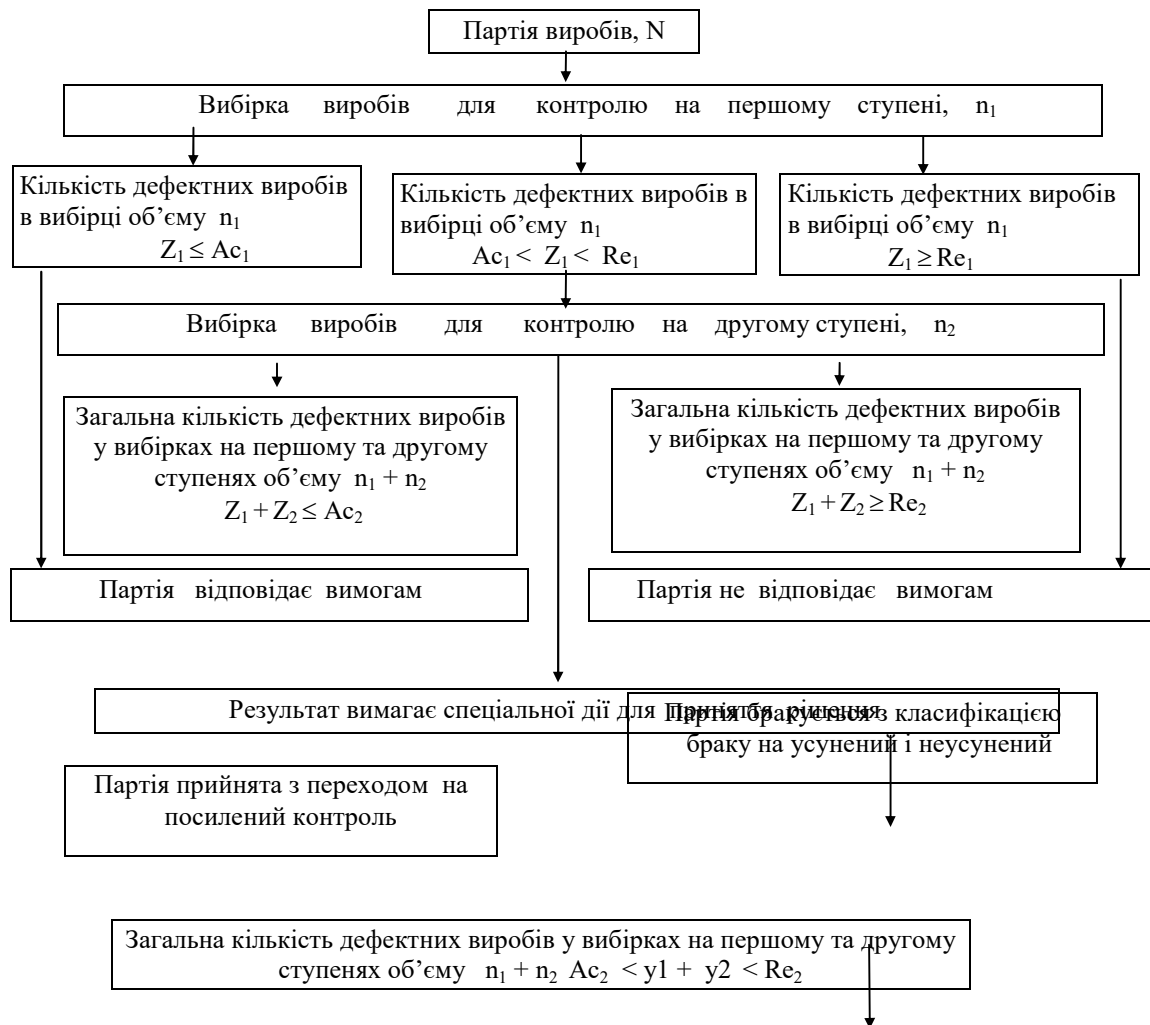 Партія виробів, N
Вибірка виробів для контролю на першому ступені, n₁
Кількість дефектних виробів
в вибірці об’єму n₁
Z₁ ≤ Ac₁
Кількість дефектних виробів в
вибірці об’єму n₁
Ac₁ < Z₁ < Re₁
Кількість дефектних виробів
в вибірці об’єму n₁
Z₁ ≥ Re₁
Вибірка виробів для контролю на другому ступені, n₂
Загальна кількість дефектних виробів
у вибірках на першому та другому
ступенях об’єму n₁ + n₂
Z₁ + Z₂ ≤ Ac₂
Загальна кількість дефектних виробів
у вибірках на першому та другому
ступенях об’єму n₁ + n₂
Z₁ + Z₂ ≥ Re₂
Партія відповідає вимогам
Партія не відповідає вимогам
Результат вимагає спеціальної дії для прийняття рішення
Партія бракується з класифікацією
браку на усунений і неусунений
Партія прийнята з переходом на
посилений контроль
Загальна кількість дефектних виробів у вибірках на першому та другому
ступенях об’єму n₁ + n₂ Ac₂ < y1 + y2 < Re₂